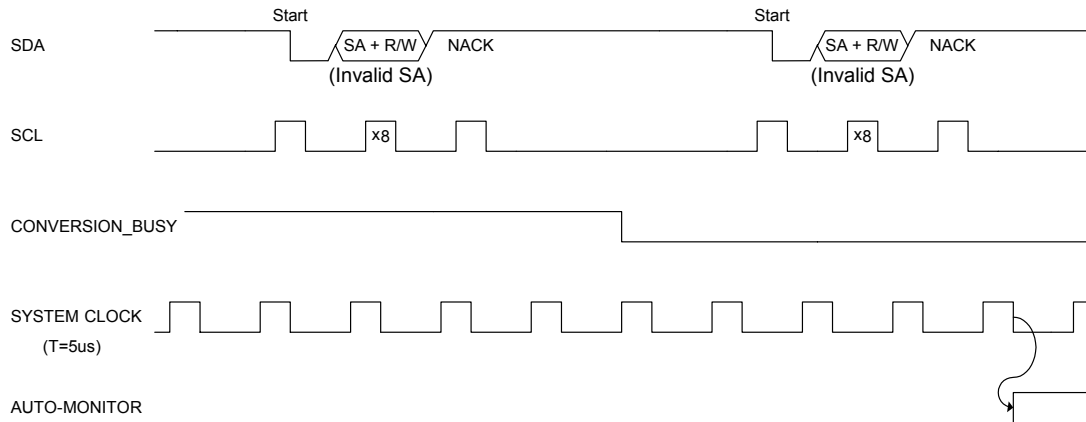 Start Start
SDA SA + R/W NACK SA + R/W NACK
(Invalid SA) (Invalid SA)
SCL x8 x8
CONVERSION_BUSY
SYSTEM CLOCK
(T=5us)
AUTO-MONITOR